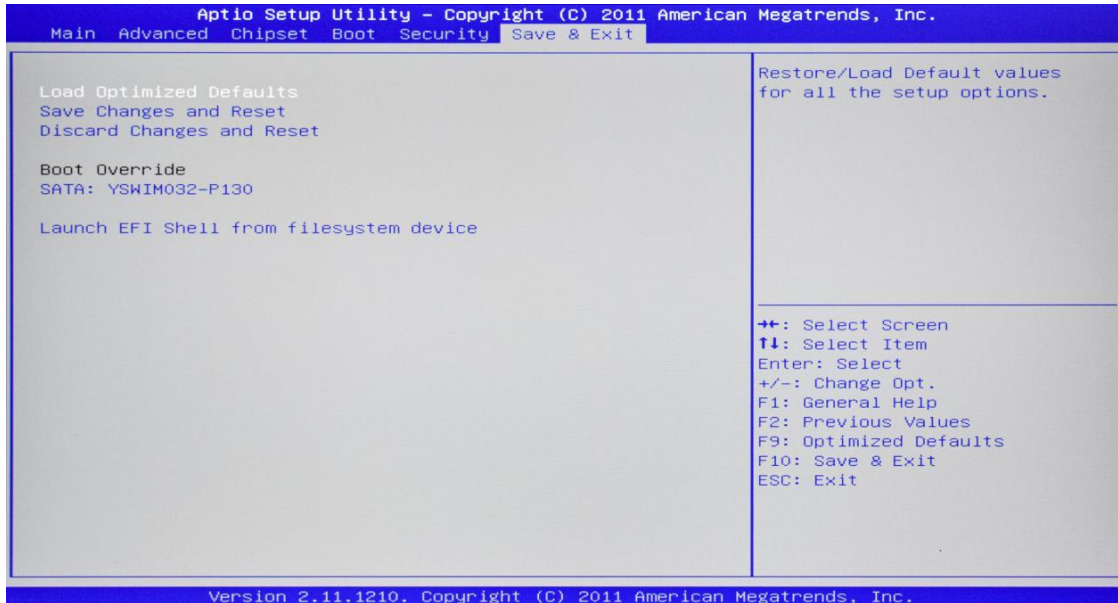 Aptio Setup Utility – Copyright (C) 2011 American Megatrends, Inc.
Main Advanced Chipset Boot Security Save & Exit
Load Optimized Defaults
Save Changes and Reset
Discard Changes and Reset
Boot Override
SATA: YSWIM032-P130
Launch EFI Shell from filesystem device
Restore/Load Default values
for all the setup options.
→←: Select Screen
↑↓: Select Item
Enter: Select
+/-: Change Opt.
F1: General Help
F2: Previous Values
F9: Optimized Defaults
F10: Save & Exit
ESC: Exit
Version 2.11.1210. Copyright (C) 2011 American Megatrends, Inc.